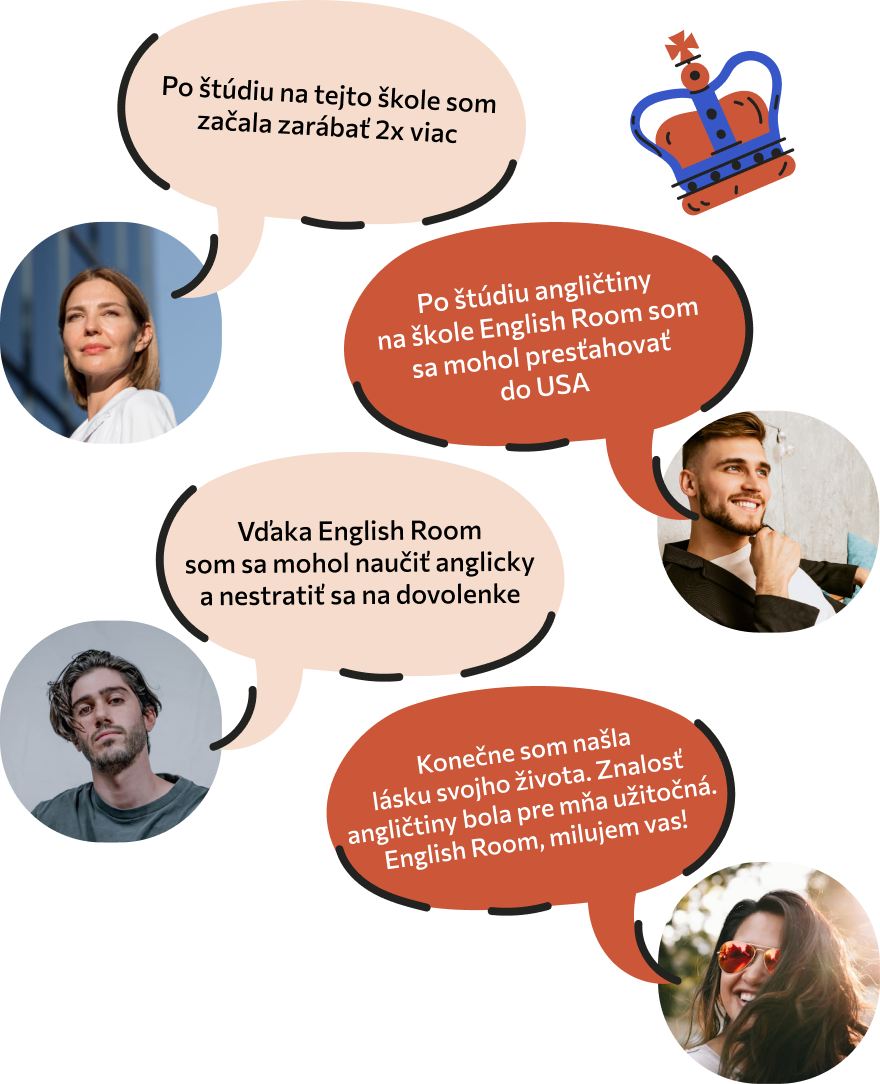 Po štúdiu na tejto škole som
začala zarábať 2x viac
Po štúdiu angličtiny
na škole English Room som
sa mohol presťahovať
do USA
Vďaka English Room
som sa mohol naučiť anglicky
a nestratiť sa na dovolenke
Konečne som našla
lásku svojho života. Znalosť
angličtiny bola pre mňa užitočná.
English Room, milujem vas!